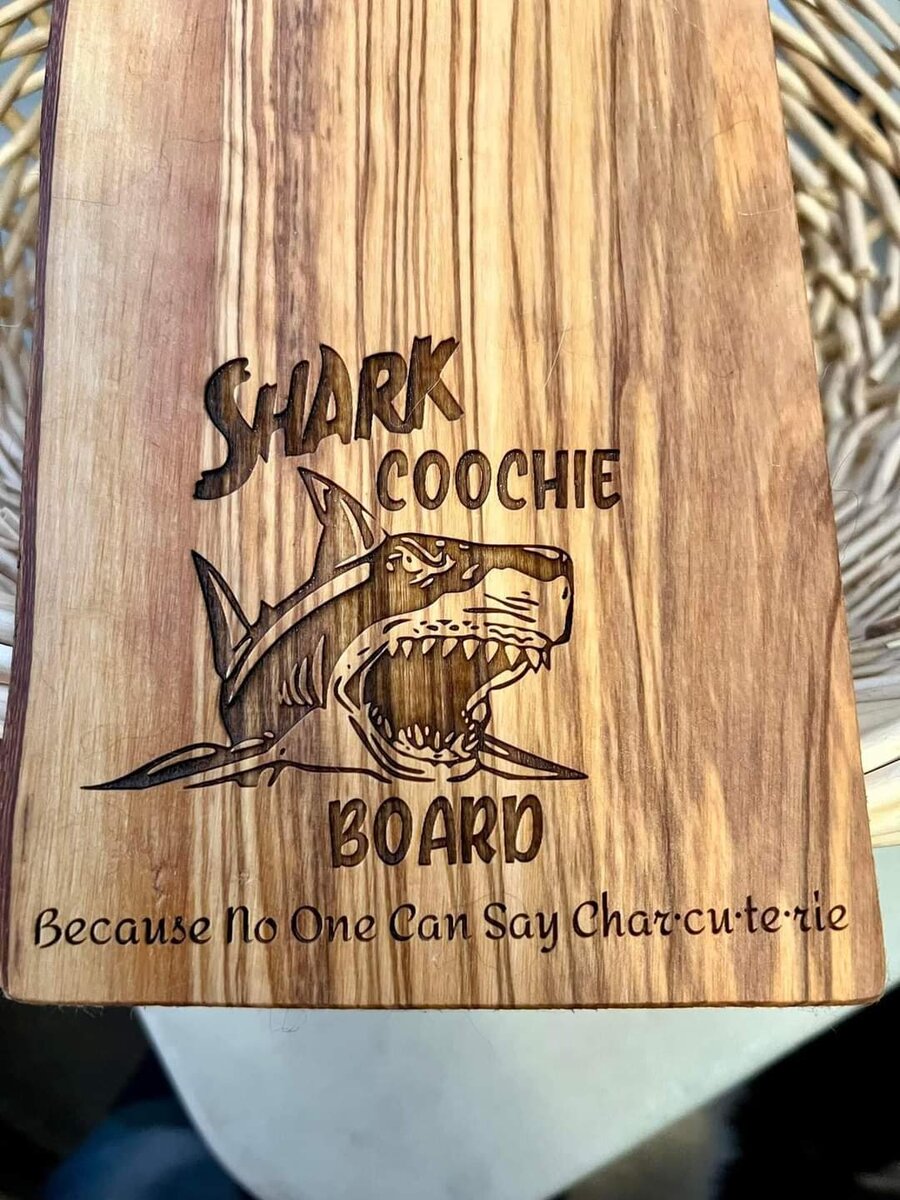 SHARK
COOCHIE
BOARD
Because No One Can Say Char·cu·te·rie